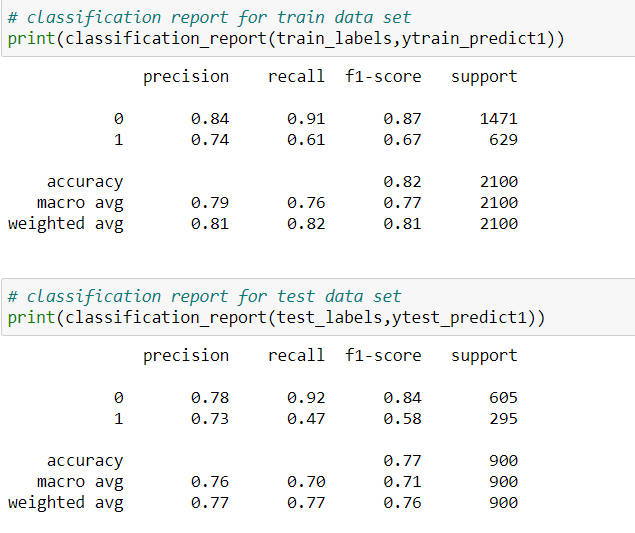 # classification report for train data set
print(classification_report(train_labels,ytrain_predict1))
precision recall f1-score support
0 0.84 0.91 0.87 1471
1 0.74 0.61 0.67 629
accuracy 0.82 2100
macro avg 0.79 0.76 0.77 2100
weighted avg 0.81 0.82 0.81 2100
# classification report for test data set
print(classification_report(test_labels,ytest_predict1))
precision recall f1-score support
0 0.78 0.92 0.84 605
1 0.73 0.47 0.58 295
accuracy 0.77 900
macro avg 0.76 0.70 0.71 900
weighted avg 0.77 0.77 0.76 900